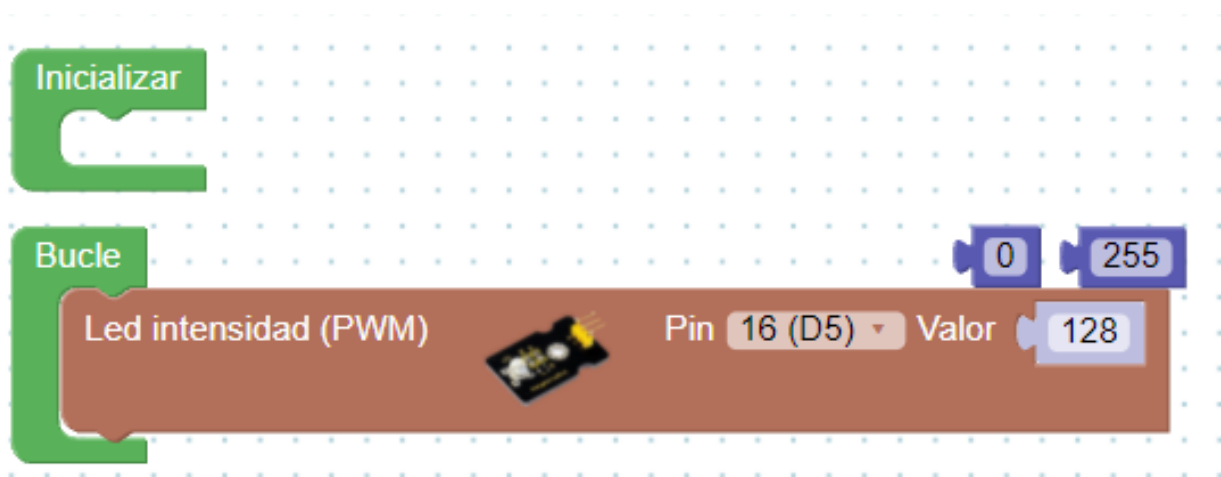 Inicializar
Bucle
0
255
Led intensidad (PWM)
Pin 16 (D5) Valor 128